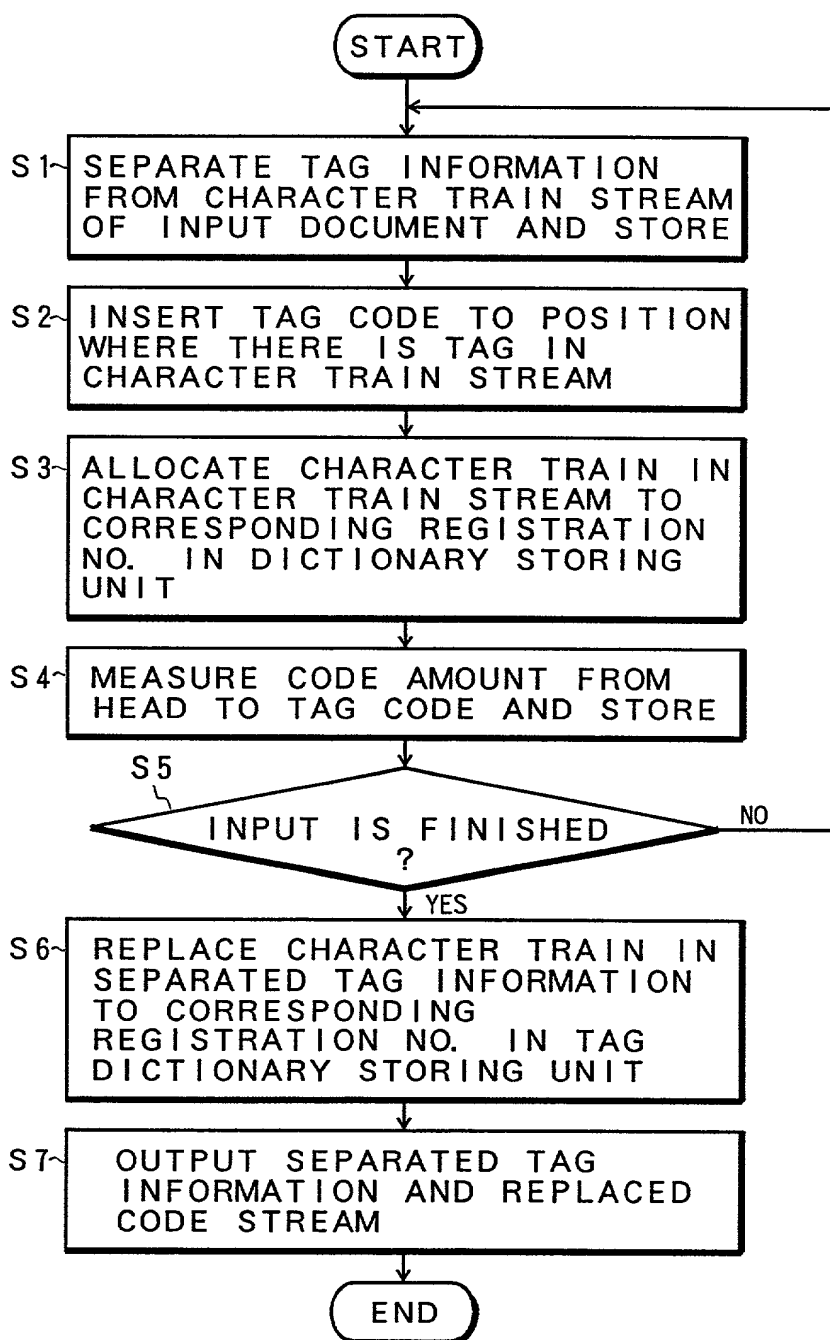 START
S1
SEPARATE TAG INFORMATION
FROM CHARACTER TRAIN STREAM
OF INPUT DOCUMENT AND STORE
S2
INSERT TAG CODE TO POSITION
WHERE THERE IS TAG IN
CHARACTER TRAIN STREAM
S3
ALLOCATE CHARACTER TRAIN IN
CHARACTER TRAIN STREAM TO
CORRESPONDING REGISTRATION
NO. IN DICTIONARY STORING
UNIT
S4
MEASURE CODE AMOUNT FROM
HEAD TO TAG CODE AND STORE
S5
INPUT IS FINISHED
?
NO
YES
S6
REPLACE CHARACTER TRAIN IN
SEPARATED TAG INFORMATION
TO CORRESPONDING
REGISTRATION NO. IN TAG
DICTIONARY STORING UNIT
S7
OUTPUT SEPARATED TAG
INFORMATION AND REPLACED
CODE STREAM
END